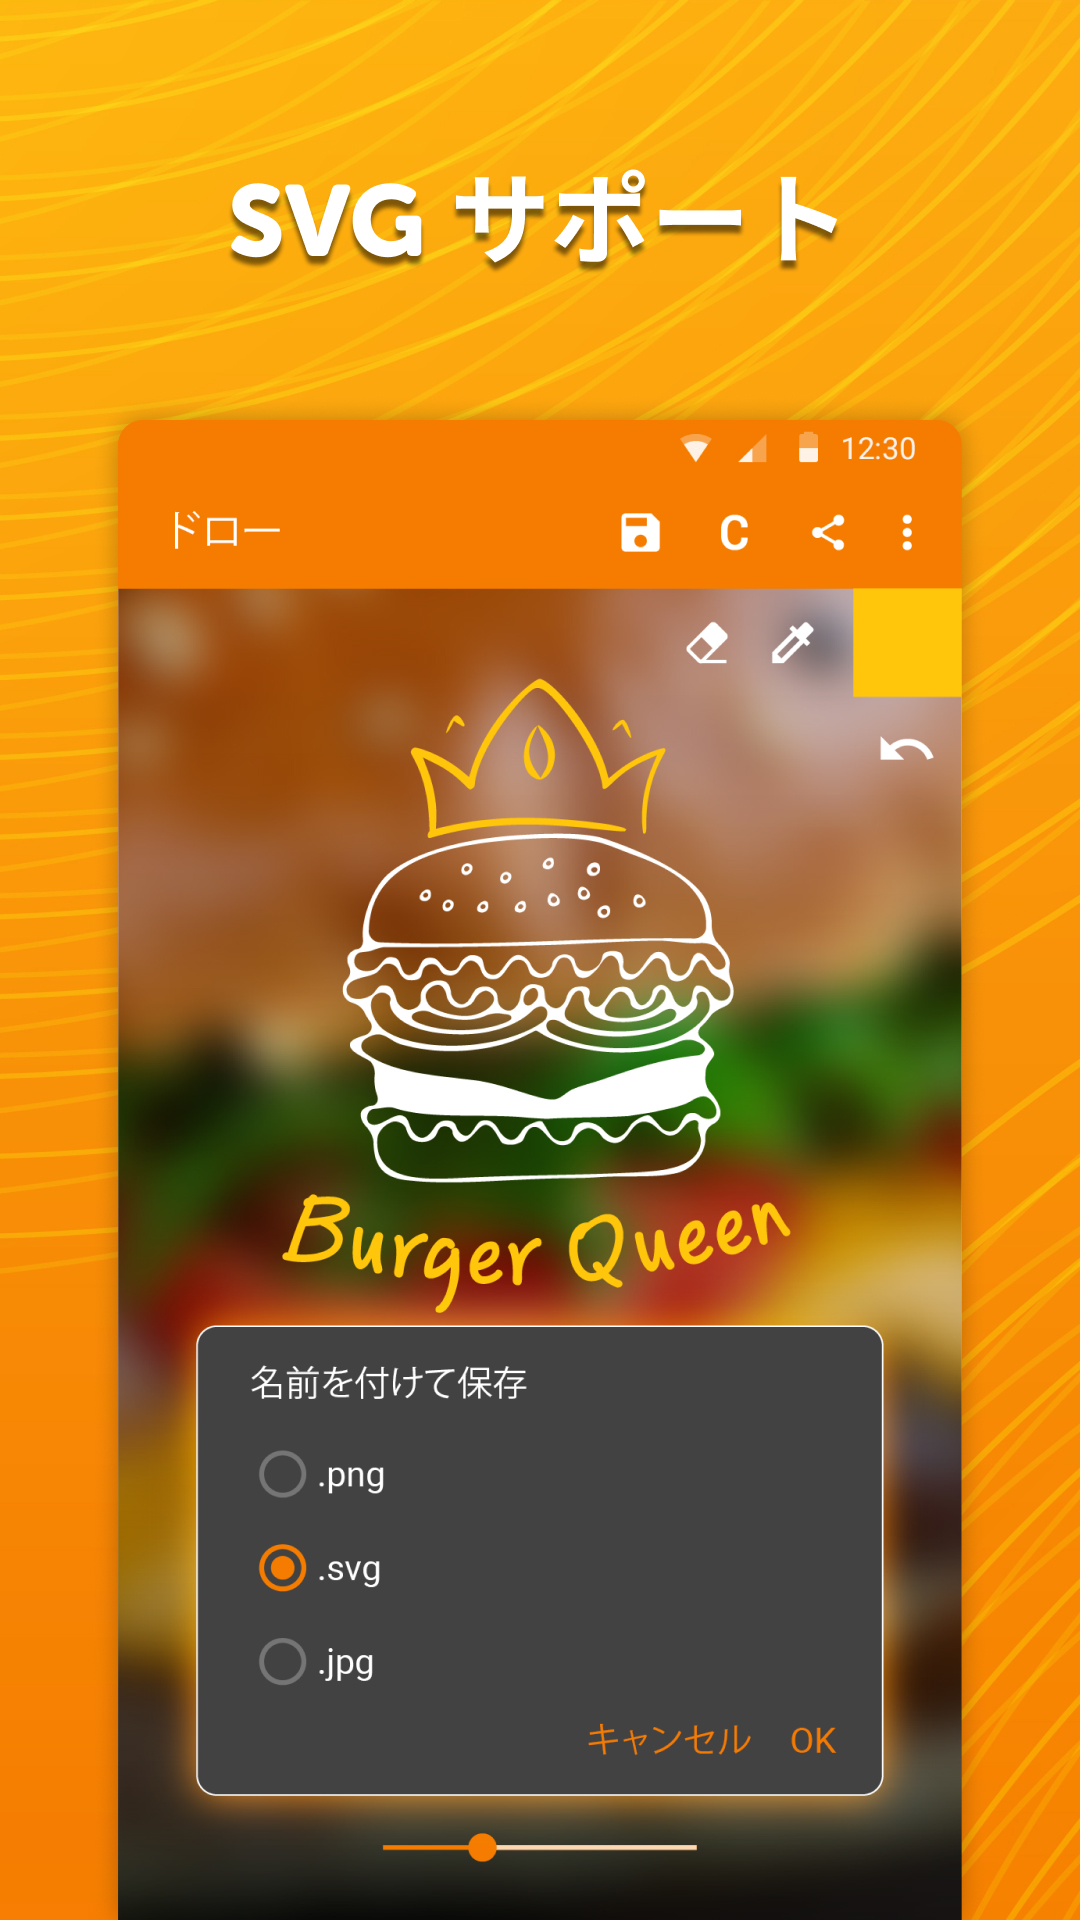 SVG サポート
12:30
ドロー
C
Burger Queen
名前を付けて保存
.png
.svg
.jpg
キャンセル OK